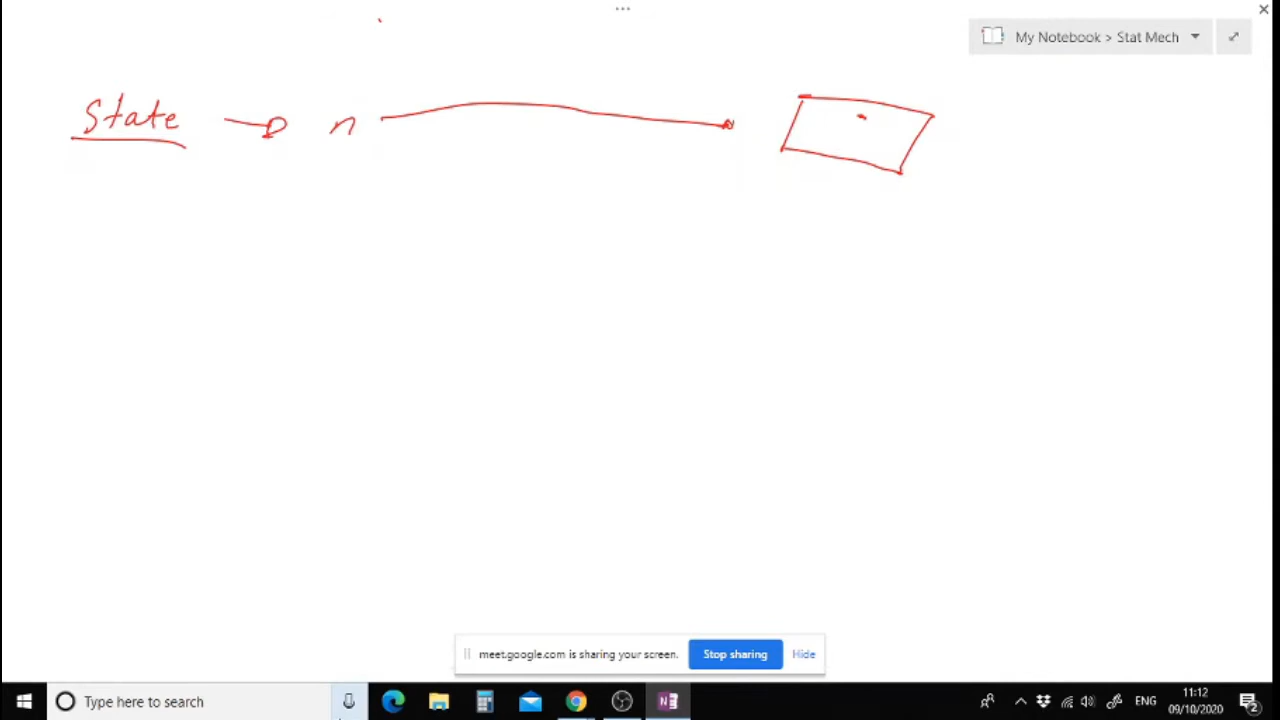 My Notebook > Stat Mech
State n
meet.google.com is sharing your screen. Stop sharing Hide
Type here to search
ENG
11:12
09/10/2020
2